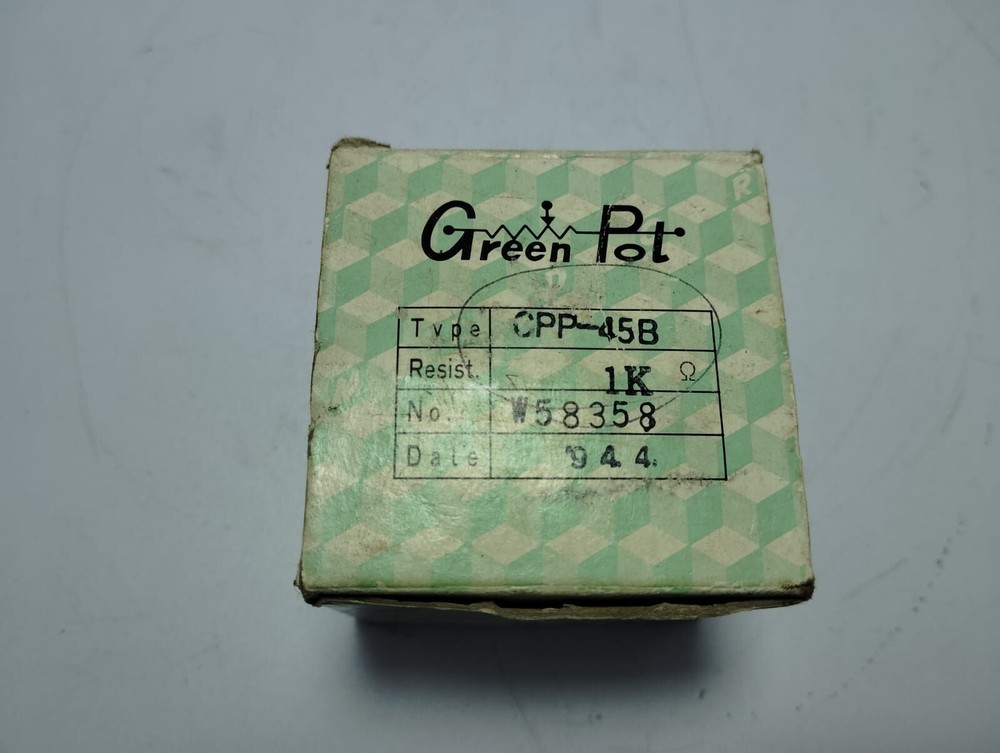 Green Pot
Type CPP-45B
Resist. 1K Ω
No. W58358
Date '94.4.
R